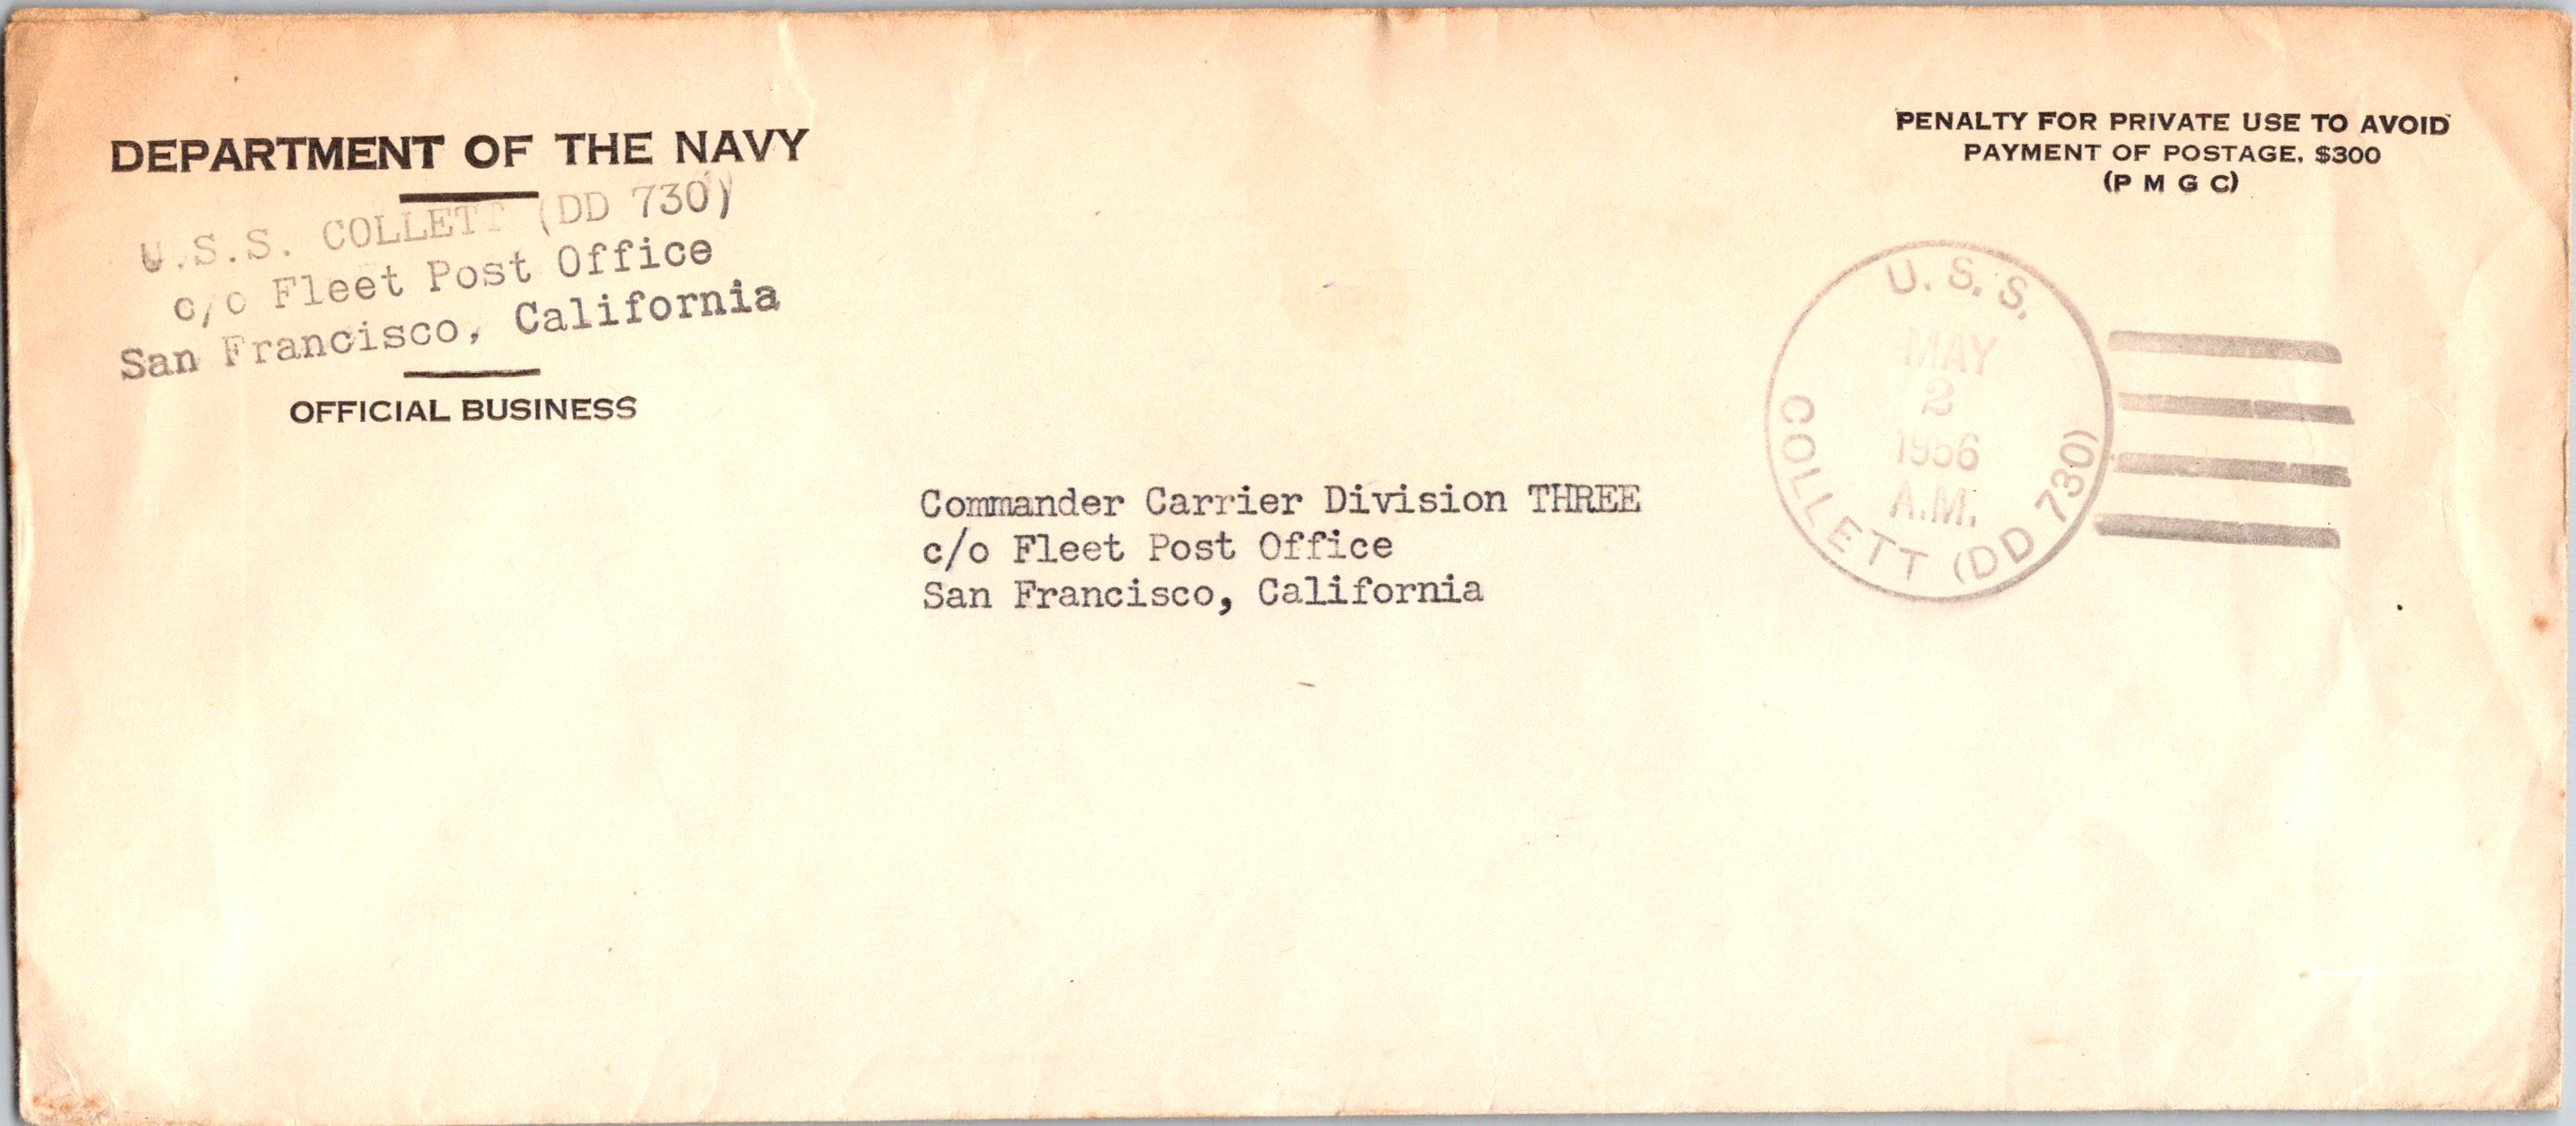 DEPARTMENT OF THE NAVY
U.S.S. COLLETT (DD 730)
c/o Fleet Post Office
San Francisco, California
OFFICIAL BUSINESS
PENALTY FOR PRIVATE USE TO AVOID
PAYMENT OF POSTAGE, $300
(P M G C)
U. S. S.
MAY
2
1956
A.M.
COLLETT (DD 730)
Commander Carrier Division THREE
c/o Fleet Post Office
San Francisco, California